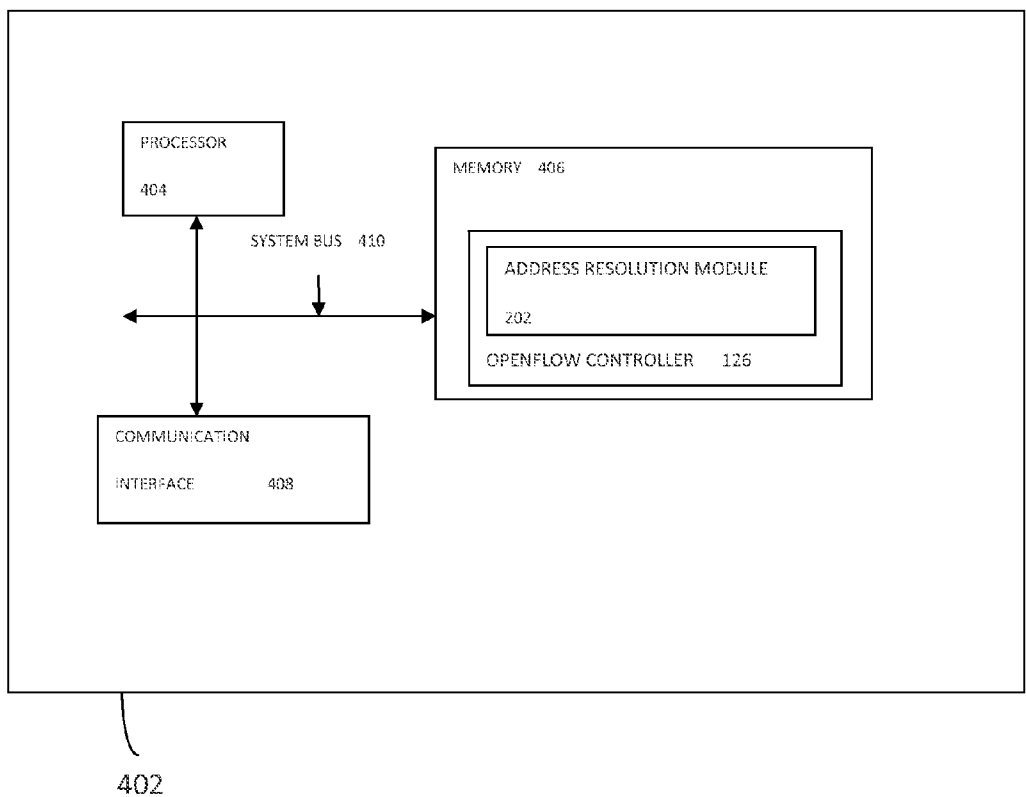 PROCESSOR
404
MEMORY 406
SYSTEM BUS 410
ADDRESS RESOLUTION MODULE
202
OPENFLOW CONTROLLER 126
COMMUNICATION
INTERFACE 408
402